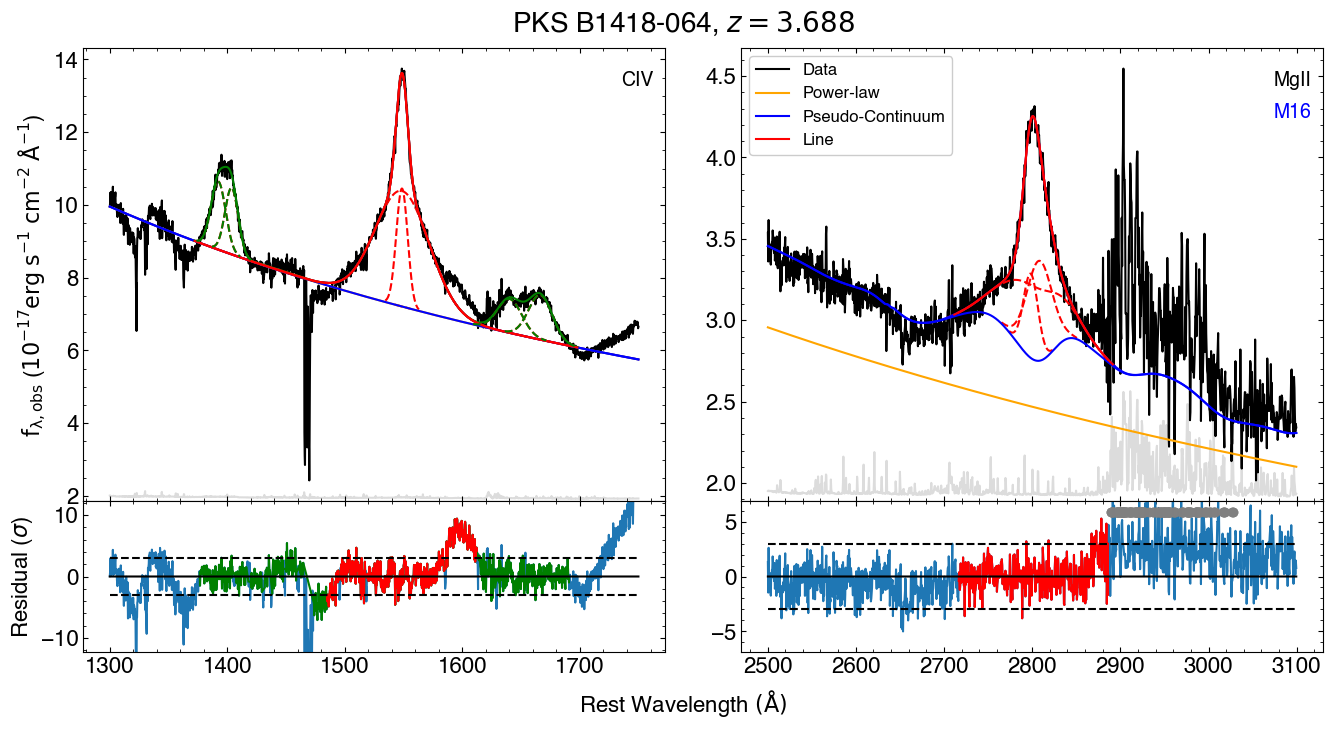 PKS B1418-064, z = 3.688
CIV
f_λ,obs (10⁻¹⁷erg s⁻¹ cm⁻² Å⁻¹)
14
12
10
8
6
4
2
Residual (σ)
10
0
−10
1300 1400 1500 1600 1700
Data
Power-law
Pseudo-Continuum
Line
MgII
M16
4.5
4.0
3.5
3.0
2.5
2.0
5
0
−5
2500 2600 2700 2800 2900 3000 3100
Rest Wavelength (Å)